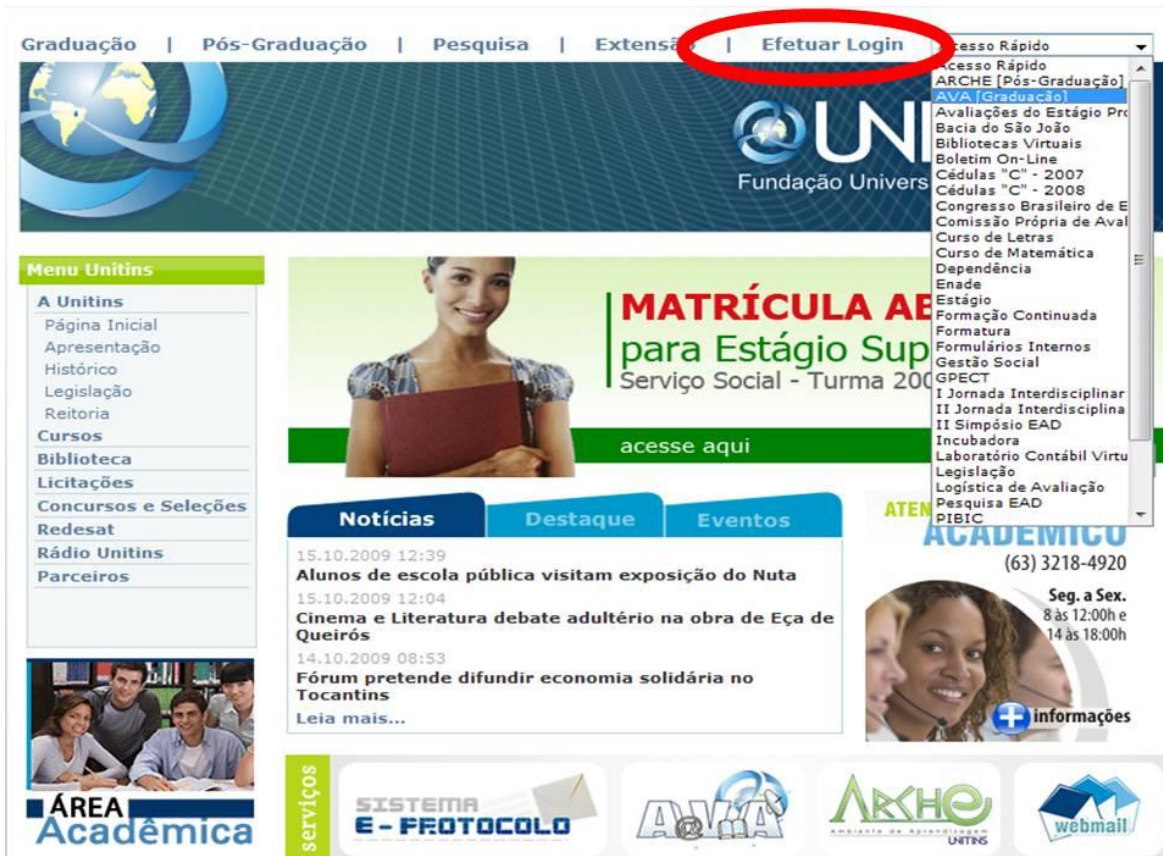 Graduação | Pós-Graduação | Pesquisa | Extensão | Efetuar Login
Acesso Rápido
Acesso Rápido
ARCHE [Pós-Graduação]
AVA [Graduação]
Avaliações do Estágio Pro
Bacia do São João
Bibliotecas Virtuais
Boletim On-Line
Cédulas "C" - 2007
Cédulas "C" - 2008
Congresso Brasileiro de E
Comissão Própria de Aval
Curso de Letras
Curso de Matemática
Dependência
Enade
Estágio
Formação Continuada
Formatura
Formulários Internos
Gestão Social
GPECT
I Jornada Interdisciplinar
II Jornada Interdisciplina
II Simpósio EAD
Incubadora
Laboratório Contábil Virtu
Legislação
Logística de Avaliação
Pesquisa EAD
PIBIC
UNI
Fundação Univers
Menu Unitins
A Unitins
Página Inicial
Apresentação
Histórico
Legislação
Reitoria
Cursos
Biblioteca
Licitações
Concursos e Seleções
Redesat
Rádio Unitins
Parceiros
MATRÍCULA AB
para Estágio Sup
Serviço Social - Turma 200
acesse aqui
Notícias
Destaque
Eventos
15.10.2009 12:39
Alunos de escola pública visitam exposição do Nuta
15.10.2009 12:04
Cinema e Literatura debate adultério na obra de Eça de
Queirós
14.10.2009 08:53
Fórum pretende difundir economia solidária no
Tocantins
Leia mais...
ATEN
ACADÊMICO
(63) 3218-4920
Seg. a Sex.
8 às 12:00h e
14 às 18:00h
informações
ÁREA
Acadêmica
serviços
SISTEMA
E-PROTOCOLO
AVA
ARCHE
Ambiente de Aprendizagem
UNITINS
webmail